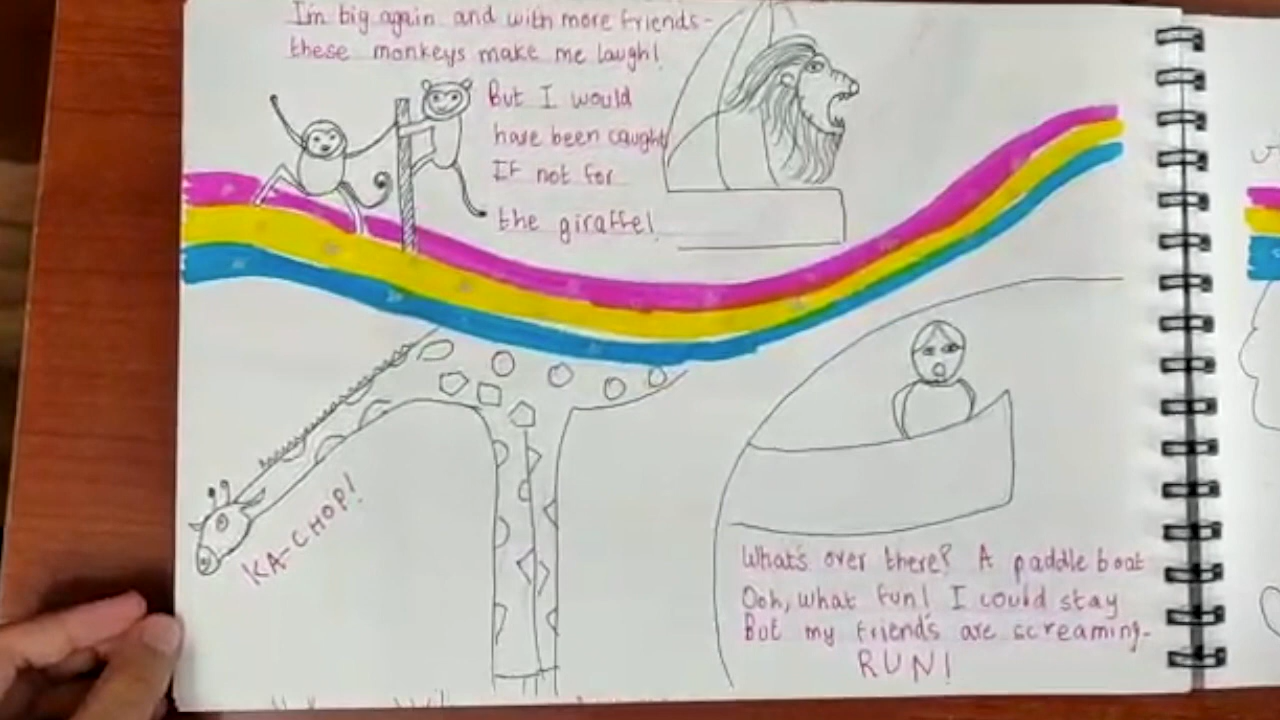 I'm big again and with more friends-
these monkeys make me laugh!
But I would
have been caught
If not for
the giraffe!
KA-CHOP!
What's over there? A paddle boat
Ooh, what fun! I could stay
But my friends are screaming-
RUN!